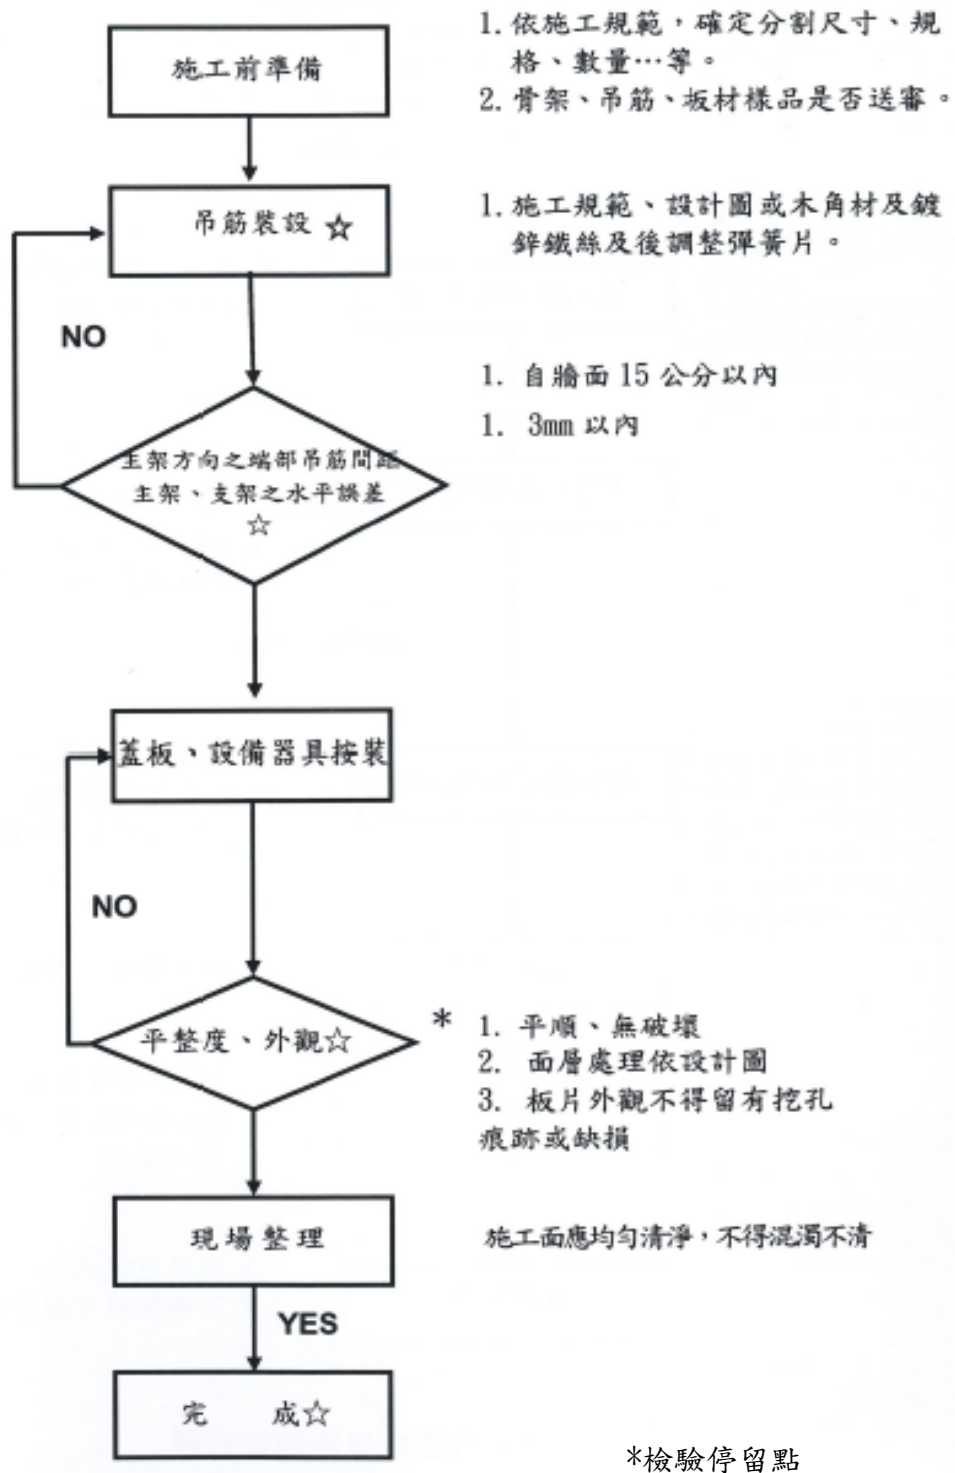 施工前準備
1. 依施工規範，確定分割尺寸、規
格、數量…等。
2. 骨架、吊筋、板材樣品是否送審。
吊筋裝設 ☆
1. 施工規範、設計圖或木角材及鍍
鋅鐵絲及後調整彈簧片。
NO
主架方向之端部吊筋間距
主架、支架之水平誤差
☆
1. 自牆面 15 公分以內
1. 3mm 以內
蓋板、設備器具按裝
NO
平整度、外觀☆
* 1. 平順、無破壞
2. 面層處理依設計圖
3. 板片外觀不得留有挖孔
痕跡或缺損
現場整理
施工面應均勻清淨，不得混濁不清
YES
完 成☆
*檢驗停留點